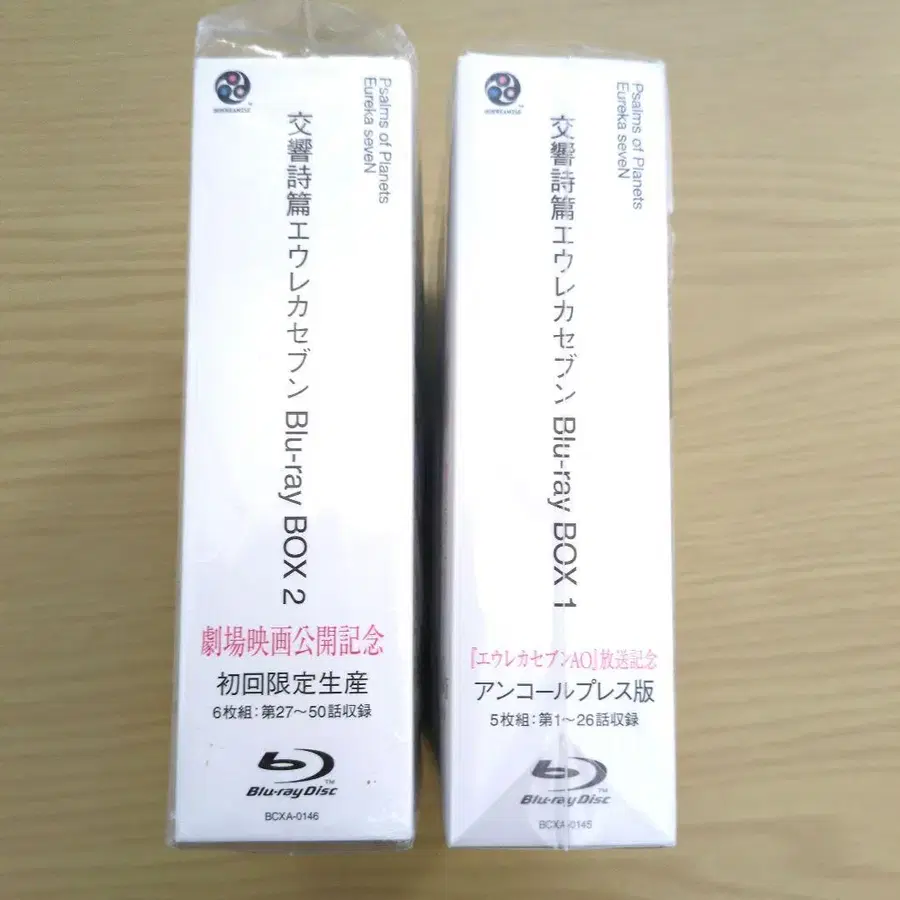 Psalms of Planets
Eureka seveN
交響詩篇エウレカセブン Blu-ray BOX 2
劇場映画公開記念
初回限定生産
6枚組:第27〜50話収録
Blu-ray Disc
TM
BCXA-0146
Psalms of Planets
Eureka seveN
交響詩篇エウレカセブン Blu-ray BOX 1
『エウレカセブンAO』放送記念
アンコールプレス版
5枚組:第1〜26話収録
Blu-ray Disc
TM
BCXA-0145